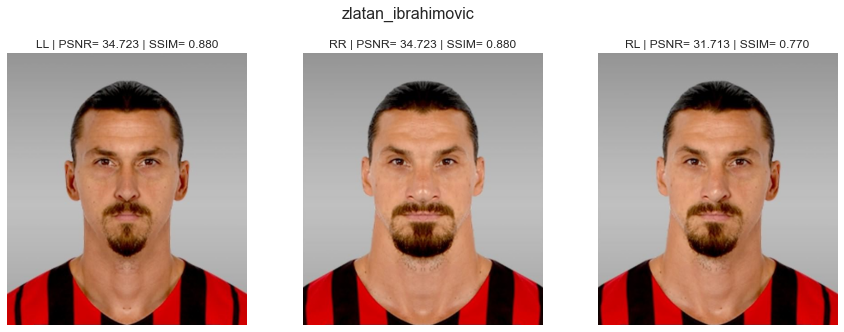 zlatan_ibrahimovic
LL | PSNR= 34.723 | SSIM= 0.880
RR | PSNR= 34.723 | SSIM= 0.880
RL | PSNR= 31.713 | SSIM= 0.770